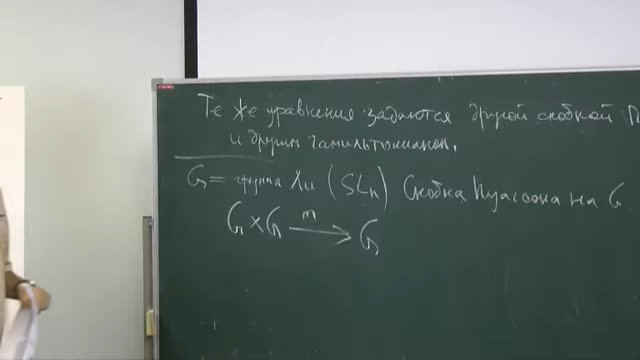 Те же уравнения задаются другой скобкой П
и другим гамильтонианом.
G = группа Ли (SLn) Скобка Пуассона на G
G × G —m→ G